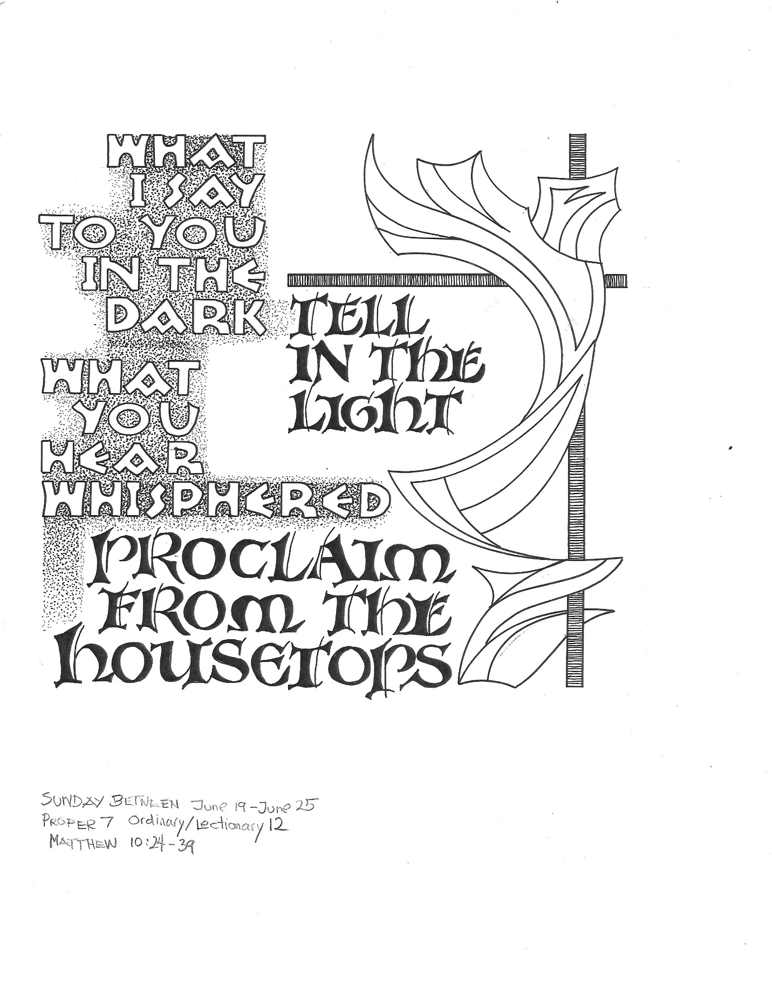 WHAT
I SAY
TO YOU
IN THE
DARK
TELL
IN THE
LIGHT
WHAT
YOU
HEAR
WHISPHERED
PROCLAIM
FROM THE
HOUSETOPS
SUNDAY BETWEEN June 19-June 25
PROPER 7 Ordinary/Lectionary 12
MATTHEW 10:24-39